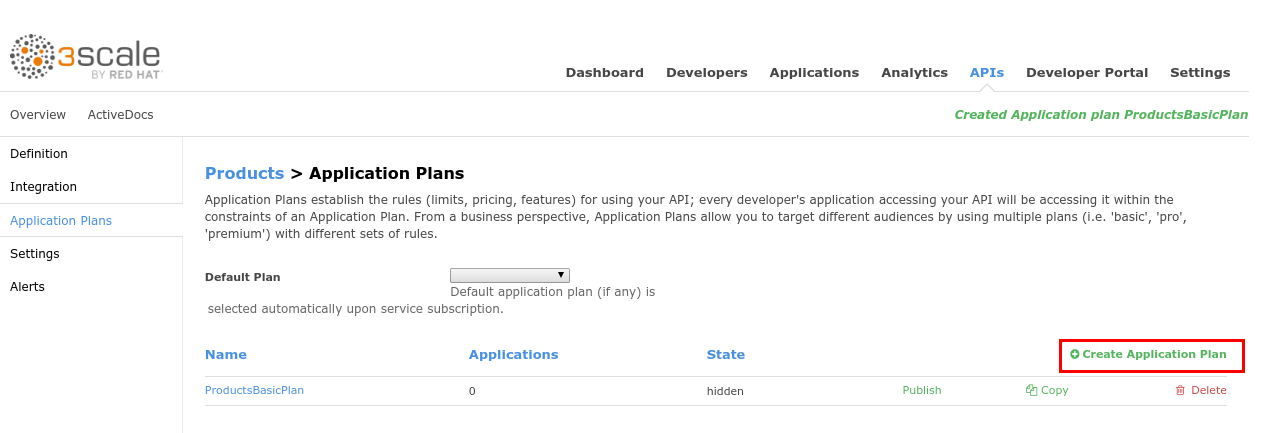 3scale
BY RED HAT
Dashboard Developers Applications Analytics APIs Developer Portal Settings
Overview ActiveDocs
Created Application plan ProductsBasicPlan
Definition
Integration
Application Plans
Settings
Alerts
Products > Application Plans
Application Plans establish the rules (limits, pricing, features) for using your API; every developer's application accessing your API will be accessing it within the
constraints of an Application Plan. From a business perspective, Application Plans allow you to target different audiences by using multiple plans (i.e. 'basic', 'pro',
'premium') with different sets of rules.
Default Plan
Default application plan (if any) is
selected automatically upon service subscription.
Name Applications State Create Application Plan
ProductsBasicPlan 0 hidden Publish Copy Delete